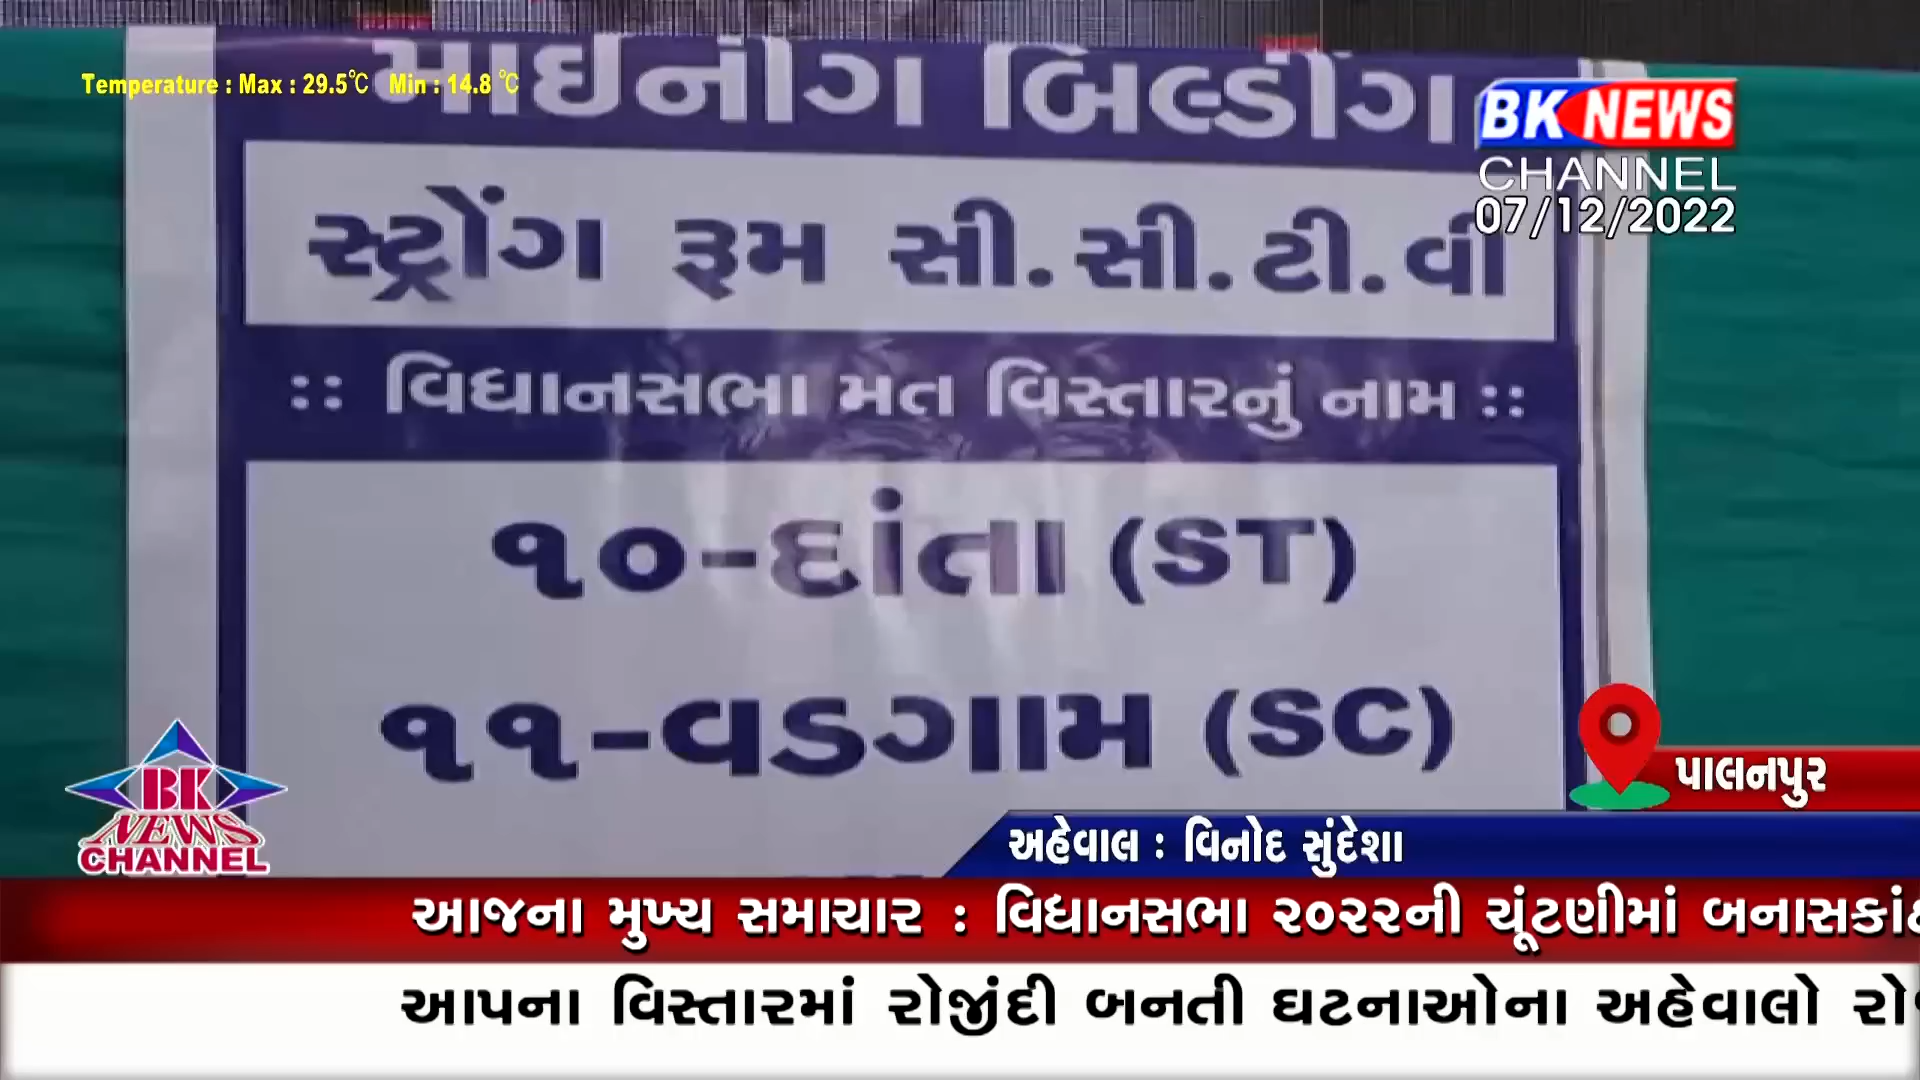 માઈનીંગ બિલ્ડીંગ
Temperature : Max : 29.5℃ Min : 14.8 ℃
BK NEWS
CHANNEL
07/12/2022
સ્ટ્રોંગ રૂમ સી.સી.ટી.વી
:: વિધાનસભા મત વિસ્તારનું નામ ::
૧૦-દાંતા (ST)
૧૧-વડગામ (SC)
BK
NEWS
CHANNEL
પાલનપુર
અહેવાલ : વિનોદ સુંદેશા
આજના મુખ્ય સમાચાર : વિધાનસભા ૨૦૨૨ની ચૂંટણીમાં
આપના વિસ્તારમાં રોજીંદી બનતી ઘટનાઓના અહેવાલો